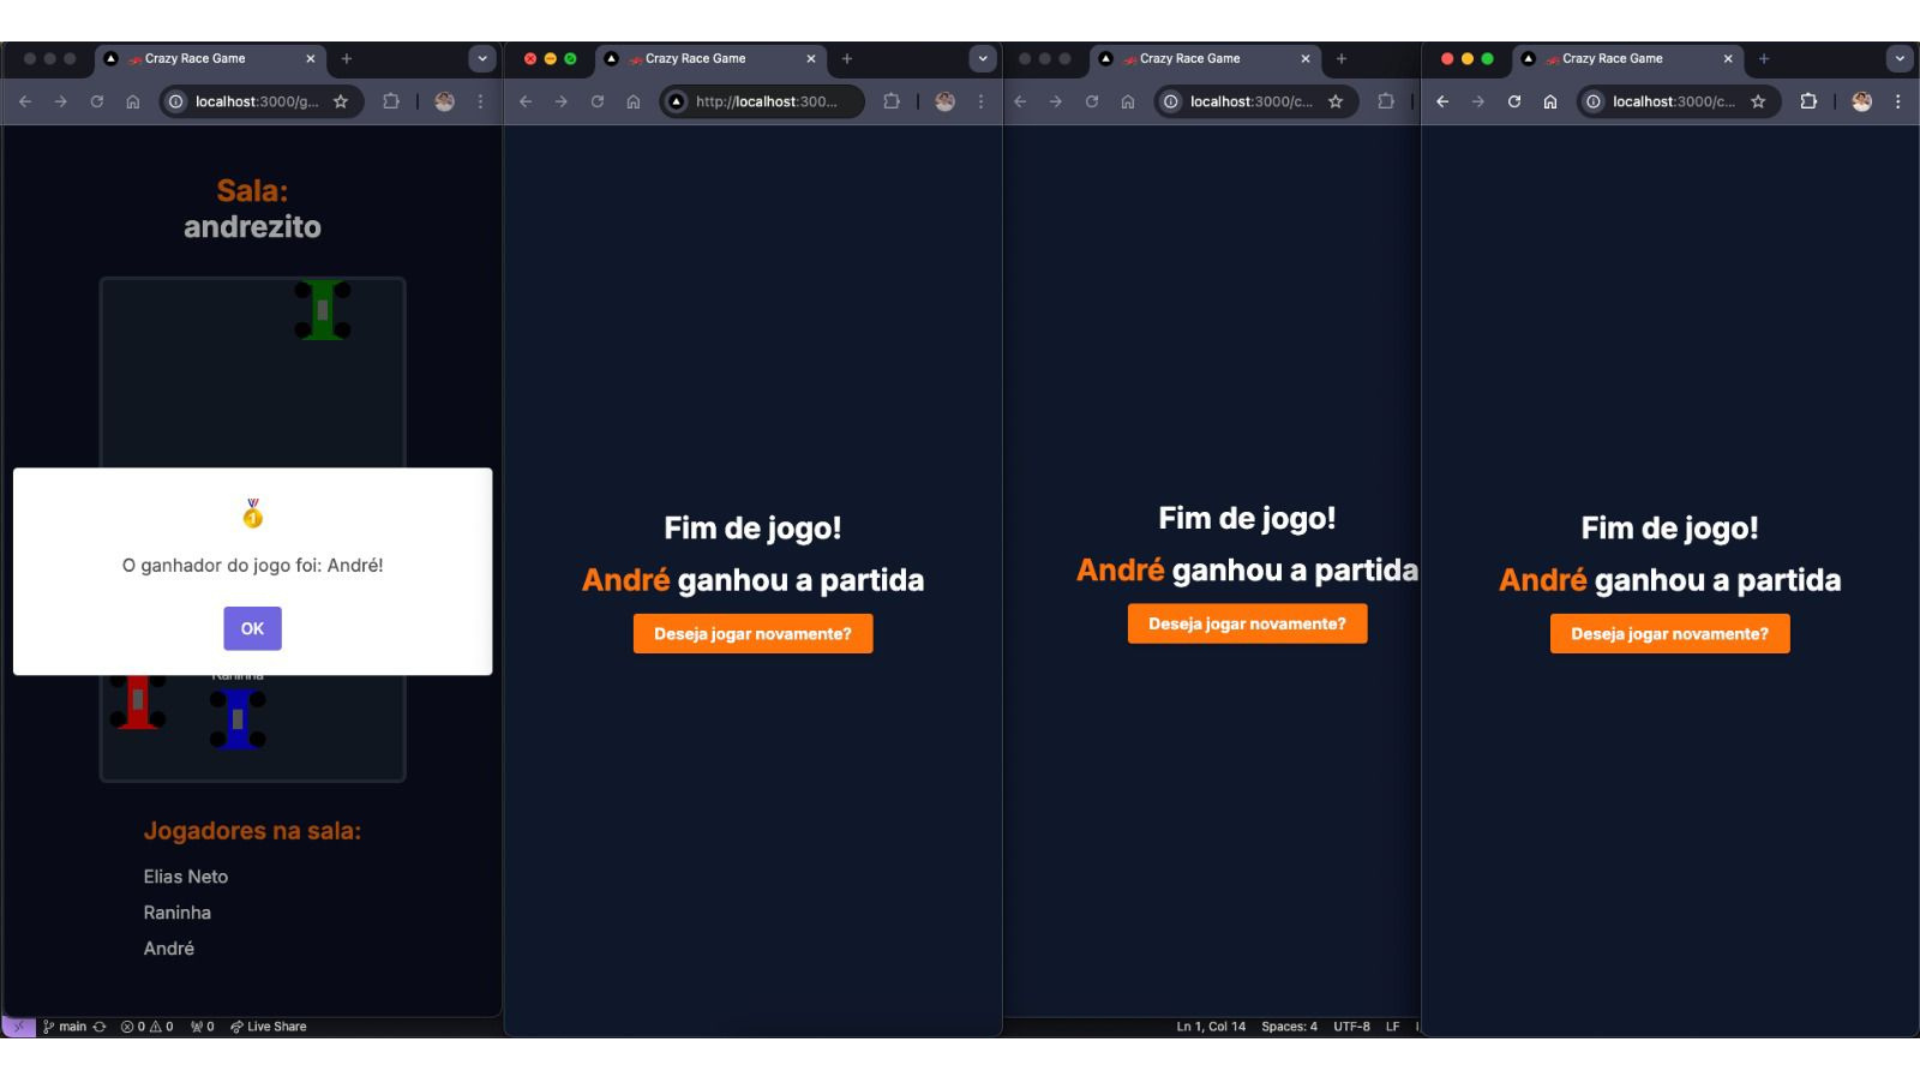 Crazy Race Game
localhost:3000/g...
Sala:
andrezito
1
O ganhador do jogo foi: André!
OK
Raninha
Jogadores na sala:
Elias Neto
Raninha
André
main
0 0 0 Live Share
Crazy Race Game
http://localhost:300...
Fim de jogo!
André ganhou a partida
Deseja jogar novamente?
Crazy Race Game
localhost:3000/c...
Fim de jogo!
André ganhou a partida
Deseja jogar novamente?
Ln 1, Col 14 Spaces: 4 UTF-8 LF
Crazy Race Game
localhost:3000/c...
Fim de jogo!
André ganhou a partida
Deseja jogar novamente?